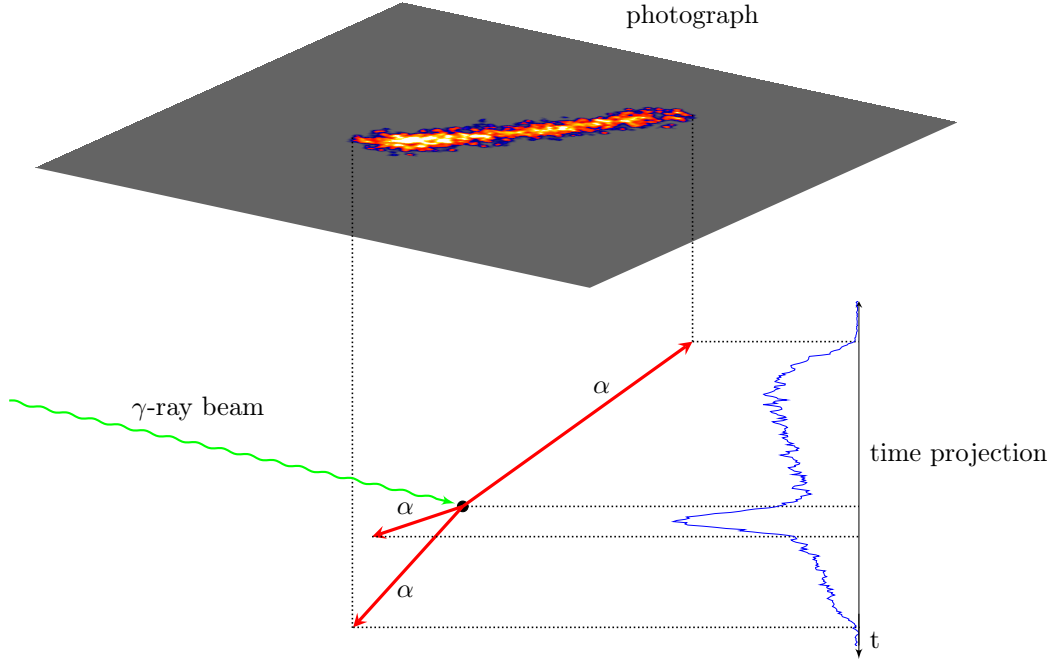 photograph
α
γ-ray beam
time projection
α
α
t